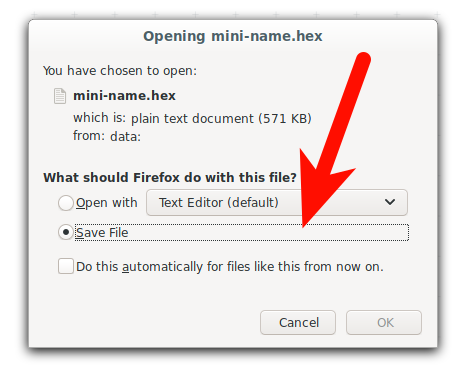 Opening mini-name.hex
You have chosen to open:
mini-name.hex
which is: plain text document (571 KB)
from: data:
What should Firefox do with this file?
Open with Text Editor (default)
Save File
Do this automatically for files like this from now on.
Cancel OK